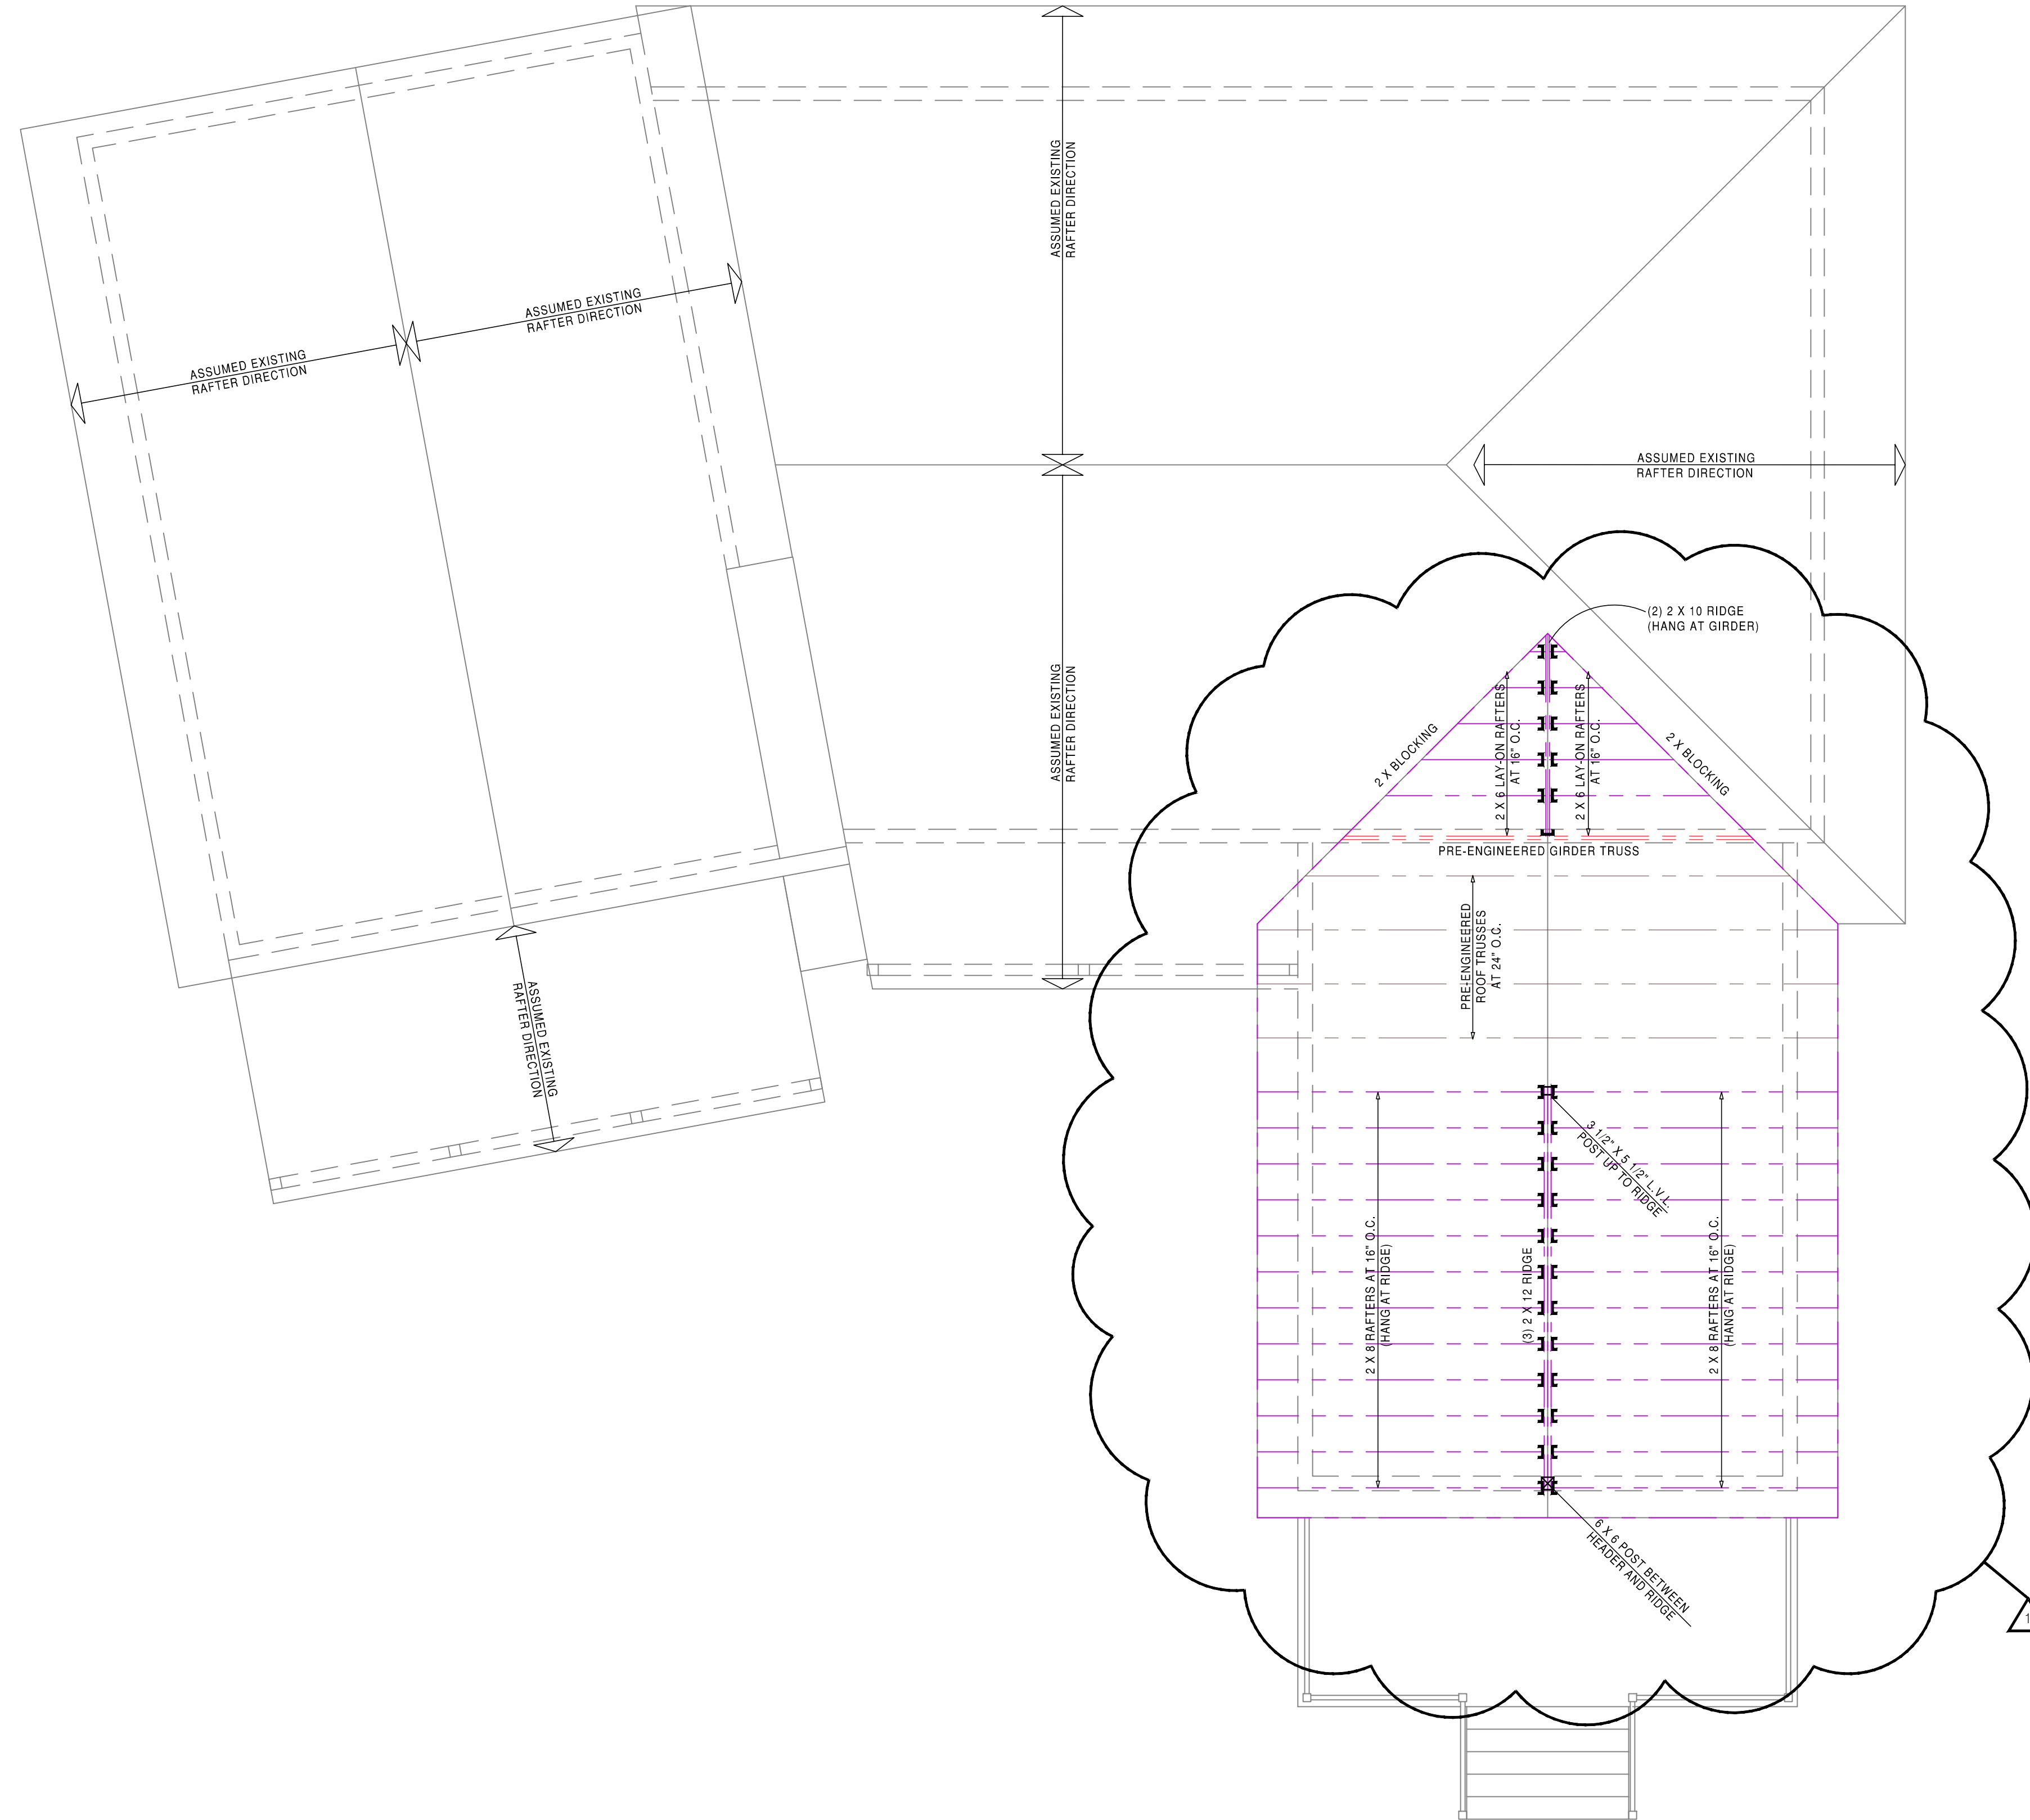 ASSUMED EXISTING
RAFTER DIRECTION
ASSUMED EXISTING
RAFTER DIRECTION
ASSUMED EXISTING
RAFTER DIRECTION
ASSUMED EXISTING
RAFTER DIRECTION
(2) 2 X 10 RIDGE
(HANG AT GIRDER)
ASSUMED EXISTING
RAFTER DIRECTION
2 X BLOCKING
2 X 6 LAY-ON RAFTERS
AT 16" O.C.
2 X 6 LAY-ON RAFTERS
AT 16" O.C.
2 X BLOCKING
PRE-ENGINEERED GIRDER TRUSS
PRE-ENGINEERED
ROOF TRUSSES
AT 24" O.C.
ASSUMED EXISTING
RAFTER DIRECTION
3 1/2" X 5 1/2" L.V.L.
POST UP TO RIDGE
2 X 8 RAFTERS AT 16" O.C.
(HANG AT RIDGE)
(3) 2 X 12 RIDGE
2 X 8 RAFTERS AT 16" O.C.
(HANG AT RIDGE)
6 X 6 POST BETWEEN
HEADER AND RIDGE
1